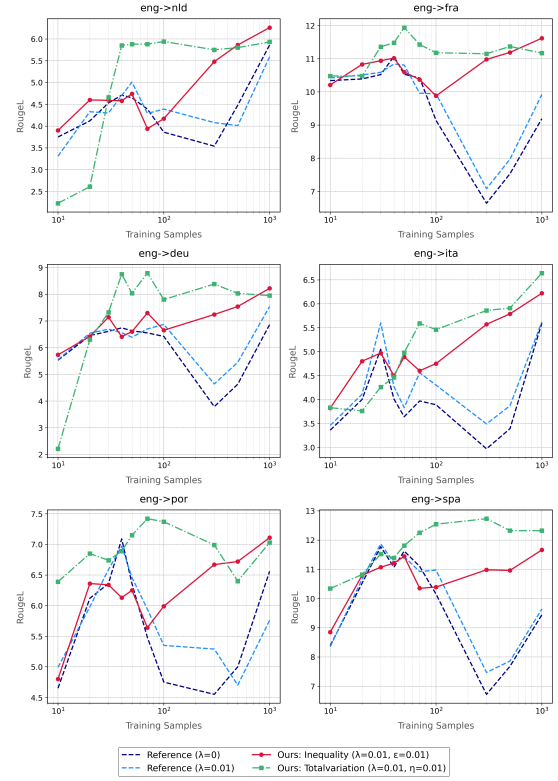 eng->nld
eng->fra
RougeL
6.0
5.5
5.0
4.5
4.0
3.5
3.0
2.5
10¹
10²
10³
Training Samples
RougeL
12
11
10
9
8
7
10¹
10²
10³
Training Samples
eng->deu
eng->ita
RougeL
9
8
7
6
5
4
3
2
10¹
10²
10³
Training Samples
RougeL
6.5
6.0
5.5
5.0
4.5
4.0
3.5
3.0
10¹
10²
10³
Training Samples
eng->por
eng->spa
RougeL
7.5
7.0
6.5
6.0
5.5
5.0
4.5
10¹
10²
10³
Training Samples
RougeL
13
12
11
10
9
8
7
10¹
10²
10³
Training Samples
Reference (λ=0)
Reference (λ=0.01)
Ours: Inequality (λ=0.01, ε=0.01)
Ours: Totalvariation (λ=0.01, η=0.01)